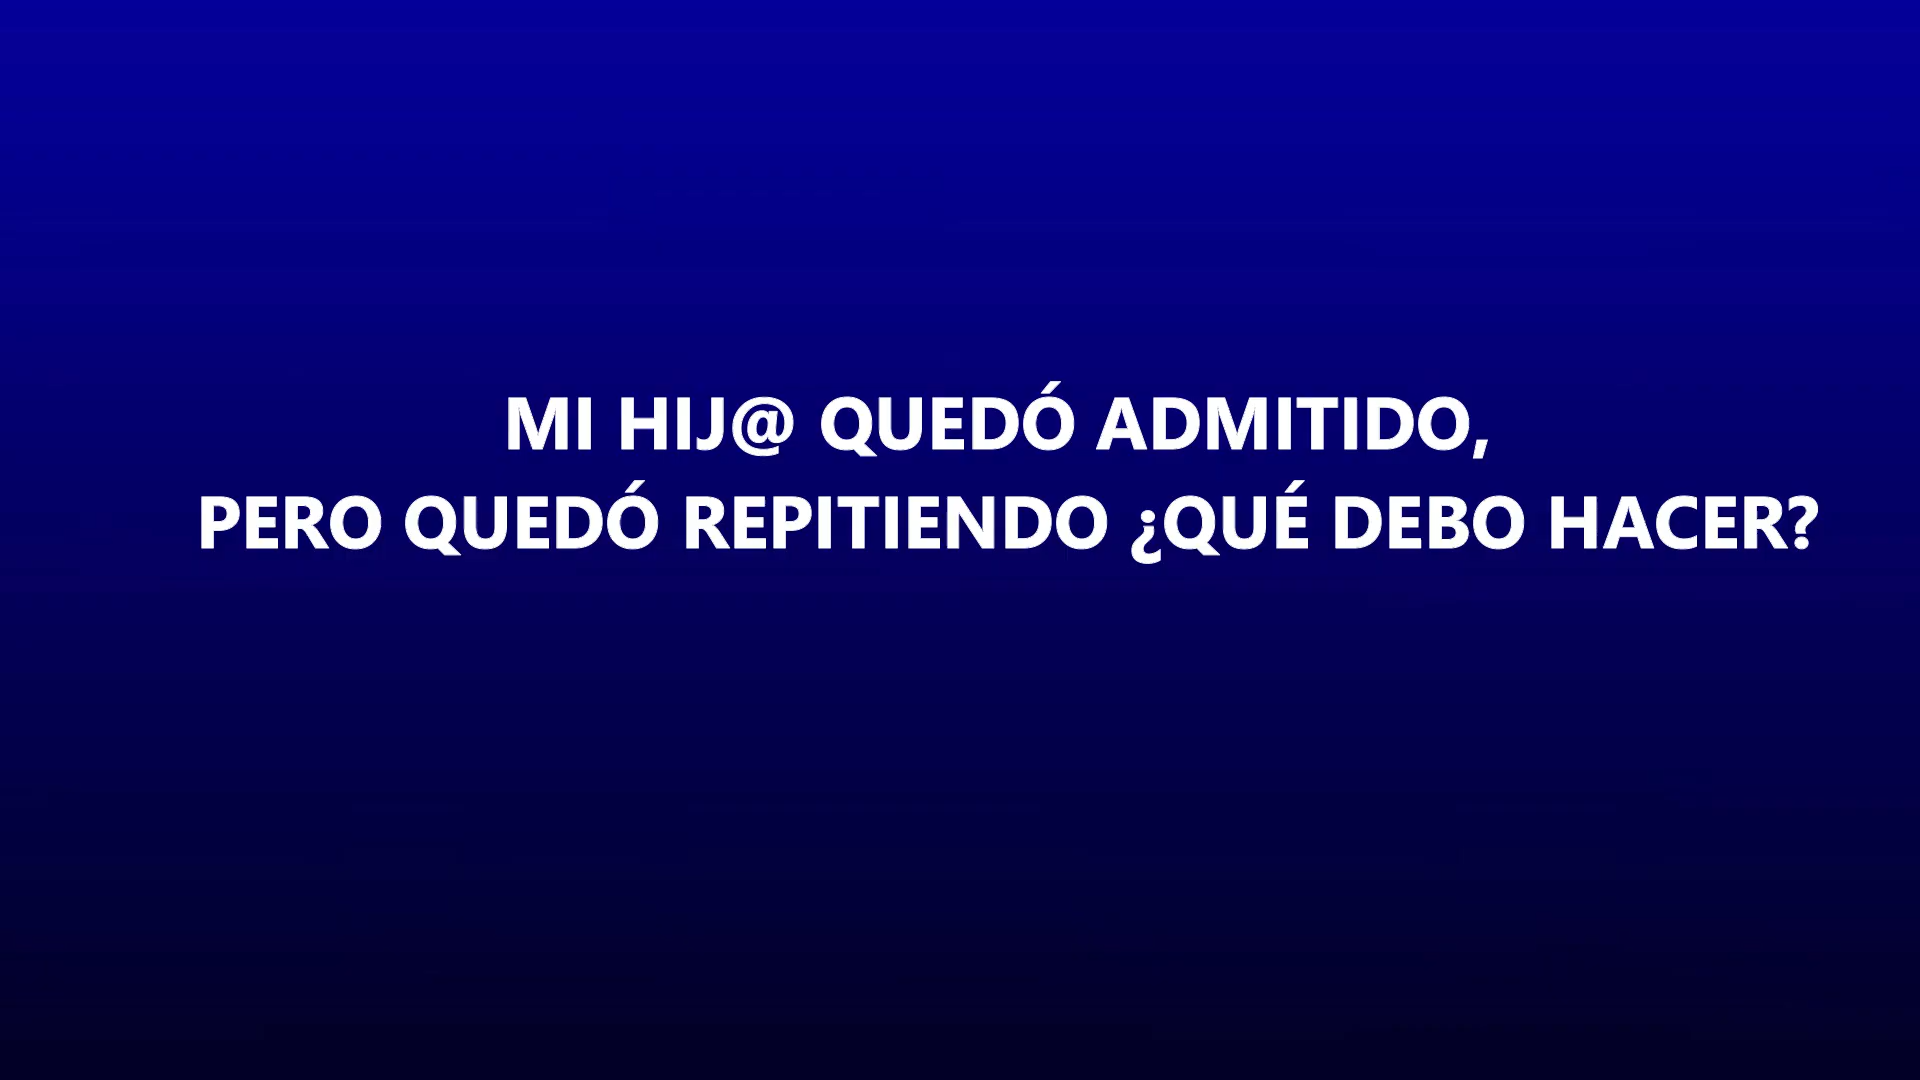 MI HIJ@ QUEDÓ ADMITIDO,
PERO QUEDÓ REPITIENDO ¿QUÉ DEBO HACER?